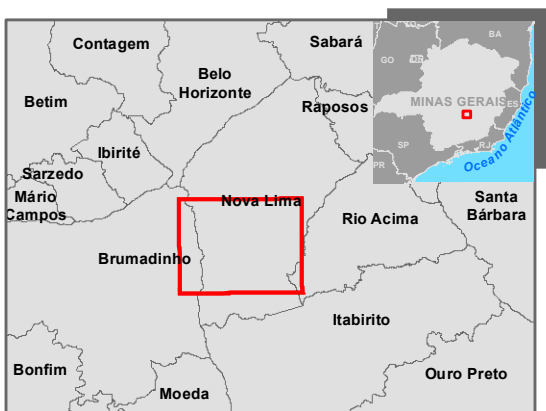 Contagem
Sabará
Belo
Horizonte
Betim
Raposos
Ibirité
Sarzedo
Mário
Campos
Nova Lima
Rio Acima
Santa
Bárbara
Brumadinho
Itabirito
Bonfim
Moeda
Ouro Preto
BA
GO
DF
MINAS GERAIS
ES
SP
RJ
PR
Oceano Atlântico